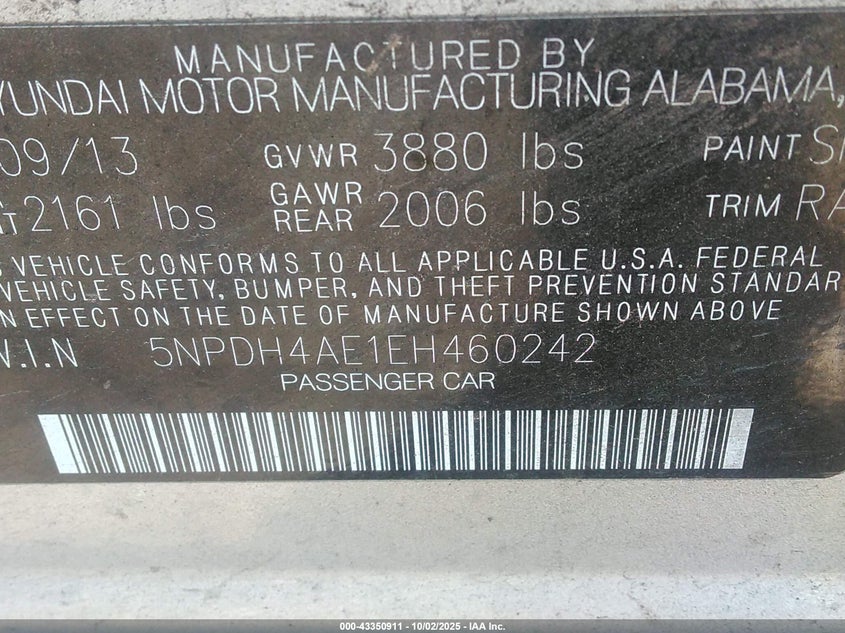 MANUFACTURED BY
YUNDAI MOTOR MANUFACTURING ALABAMA,
09/13 GVWR 3880 lbs PAINT
2161 lbs GAWR REAR 2006 lbs TRIM RA
VEHICLE CONFORMS TO ALL APPLICABLE U.S.A. FEDERAL
VEHICLE SAFETY, BUMPER, AND THEFT PREVENTION STANDAR
N EFFECT ON THE DATE OF MANUFACTURE SHOWN ABOVE
V.I.N 5NPDH4AE1EH460242
PASSENGER CAR
000-43350911 - 10/02/2025 - IAA Inc.